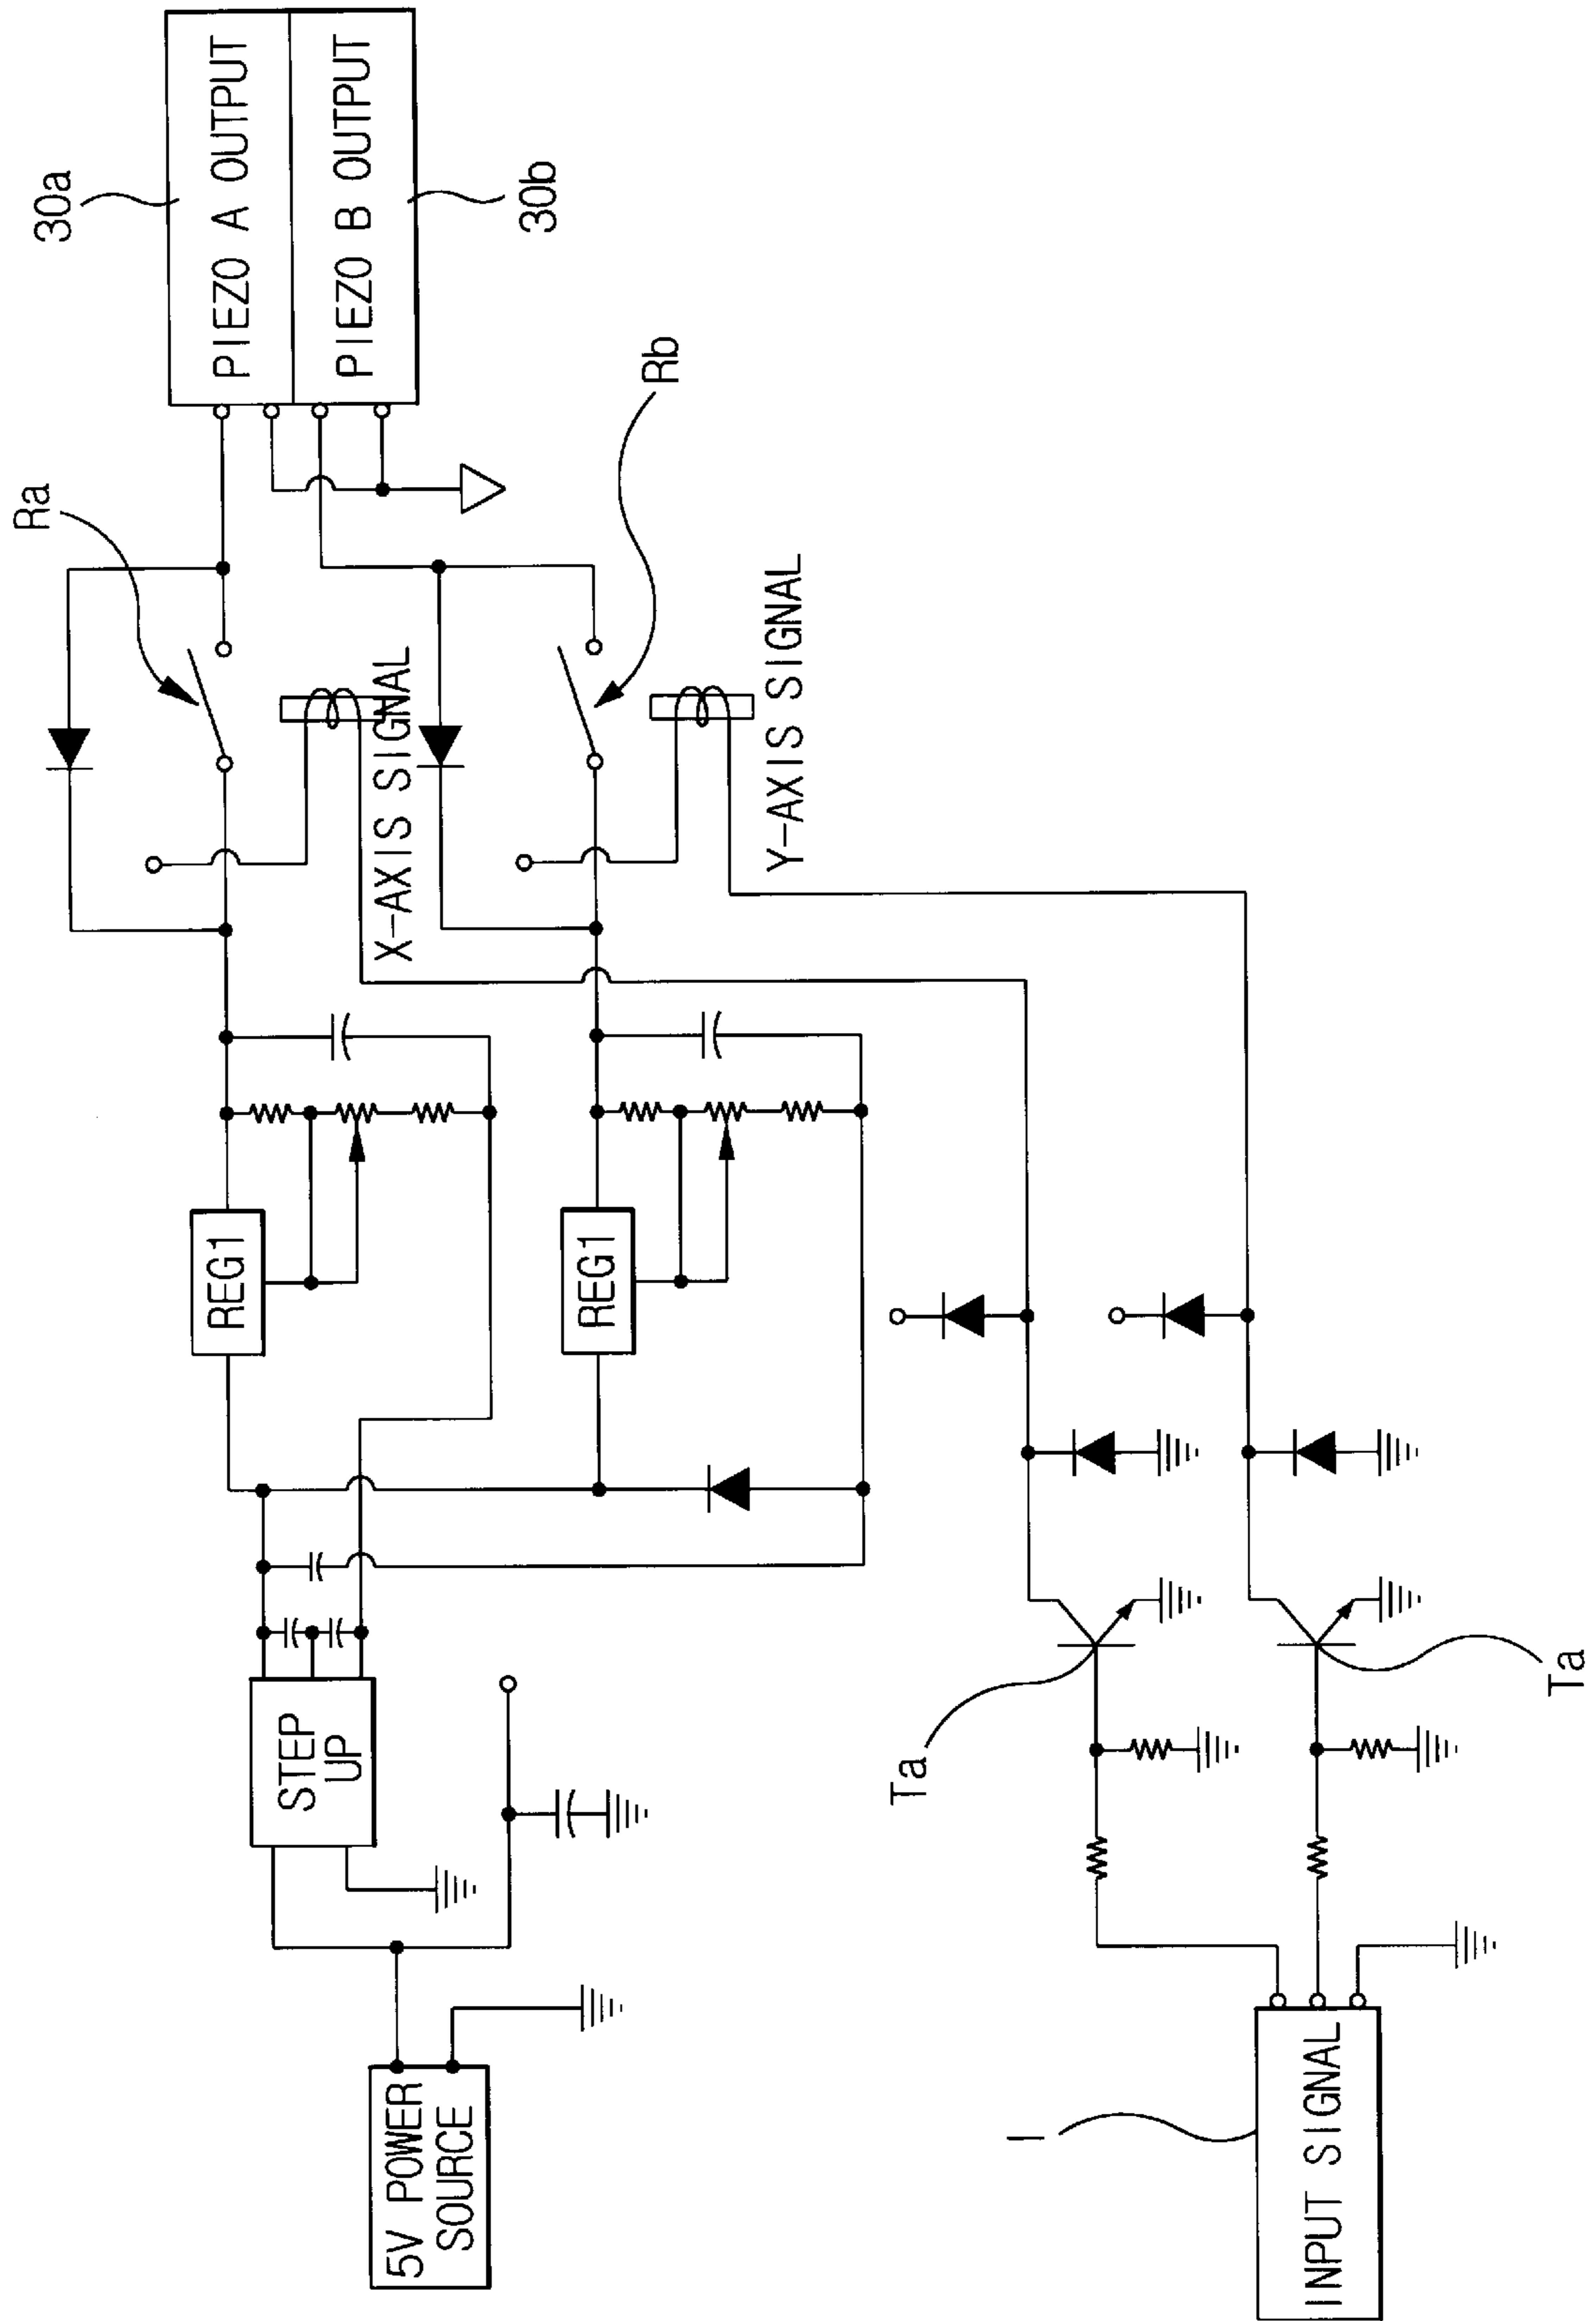 30a
PIEZO A OUTPUT
PIEZO B OUTPUT
30b
Ra
Rb
X-AXIS SIGNAL
Y-AXIS SIGNAL
REG1
REG1
STEP
UP
5V POWER
SOURCE
Ta
Ta
I
INPUT SIGNAL